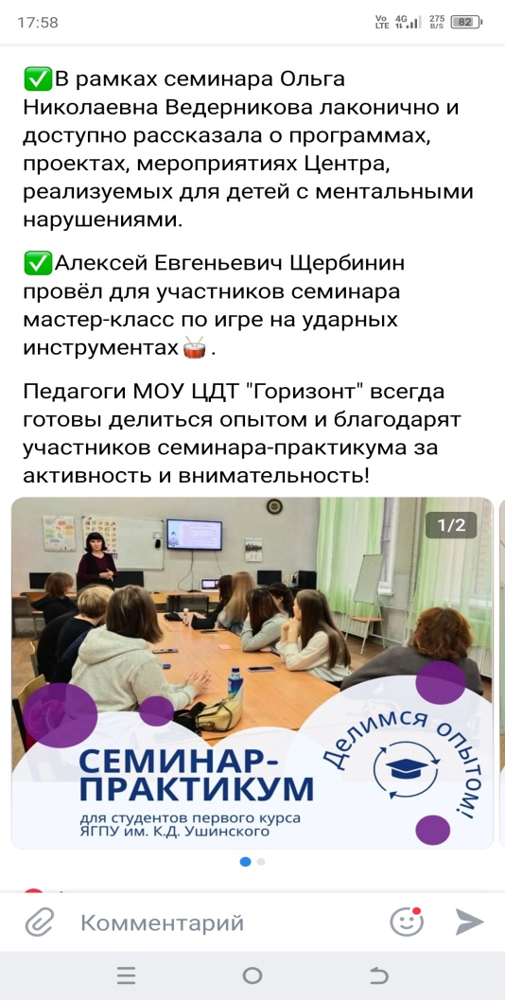 17:58
Vo LTE 4G 275 B/S 82
✅В рамках семинара Ольга
Николаевна Ведерникова лаконично и
доступно рассказала о программах,
проектах, мероприятиях Центра,
реализуемых для детей с ментальными
нарушениями.
✅Алексей Евгеньевич Щербинин
провёл для участников семинара
мастер-класс по игре на ударных
инструментах🥁.
Педагоги МОУ ЦДТ "Горизонт" всегда
готовы делиться опытом и благодарят
участников семинара-практикума за
активность и внимательность!
1/2
Делимся опытом!
СЕМИНАР-
ПРАКТИКУМ
для студентов первого курса
ЯГПУ им. К.Д. Ушинского
Комментарий